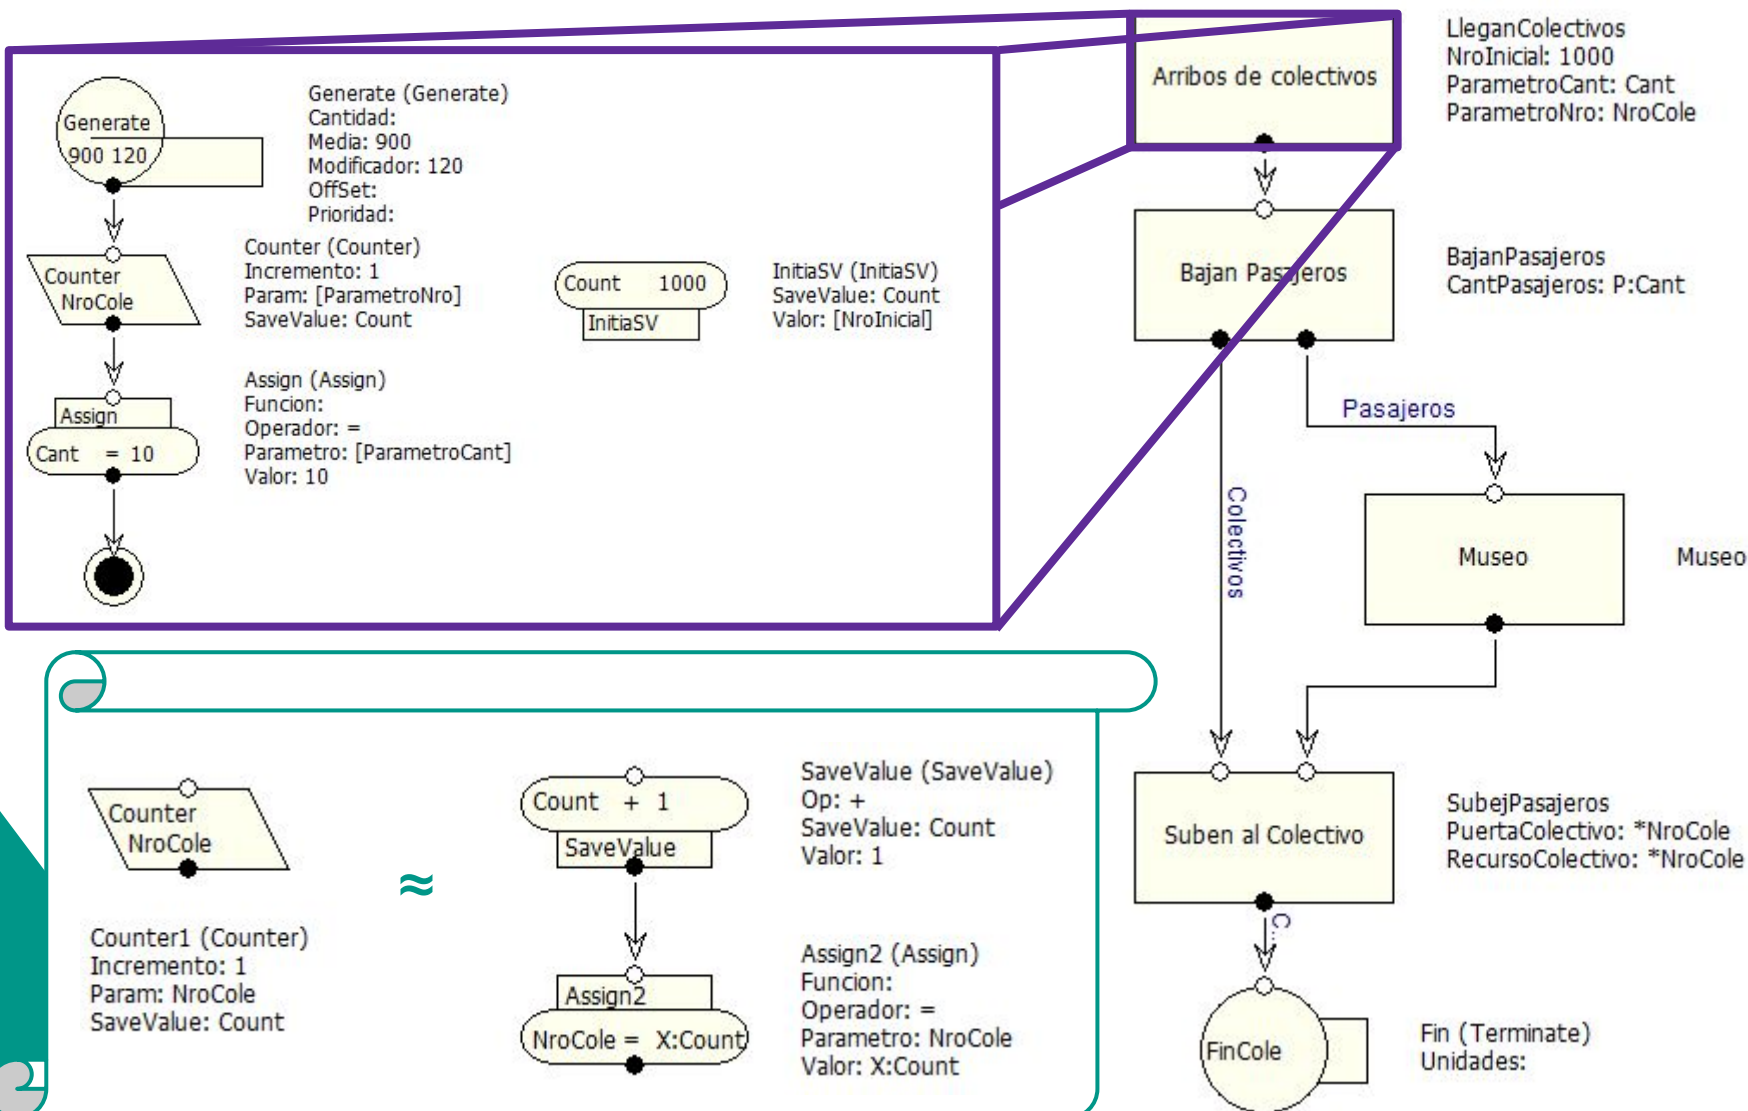 Generate
900 120
Generate (Generate)
Cantidad:
Media: 900
Modificador: 120
OffSet:
Prioridad:
Counter
NroCole
Counter (Counter)
Incremento: 1
Param: [ParametroNro]
SaveValue: Count
Count 1000
InitiaSV
InitiaSV (InitiaSV)
SaveValue: Count
Valor: [NroInicial]
Assign
Cant = 10
Assign (Assign)
Funcion:
Operador: =
Parametro: [ParametroCant]
Valor: 10
Arribos de colectivos
LleganColectivos
NroInicial: 1000
ParametroCant: Cant
ParametroNro: NroCole
Bajan Pasajeros
BajanPasajeros
CantPasajeros: P:Cant
Pasajeros
Colectivos
Museo
Museo
Suben al Colectivo
SubejPasajeros
PuertaColectivo: *NroCole
RecursoColectivo: *NroCole
C...
FinCole
Fin (Terminate)
Unidades:
Counter
NroCole
Counter1 (Counter)
Incremento: 1
Param: NroCole
SaveValue: Count
≈
Count + 1
SaveValue
SaveValue (SaveValue)
Op: +
SaveValue: Count
Valor: 1
Assign2
NroCole = X:Count
Assign2 (Assign)
Funcion:
Operador: =
Parametro: NroCole
Valor: X:Count